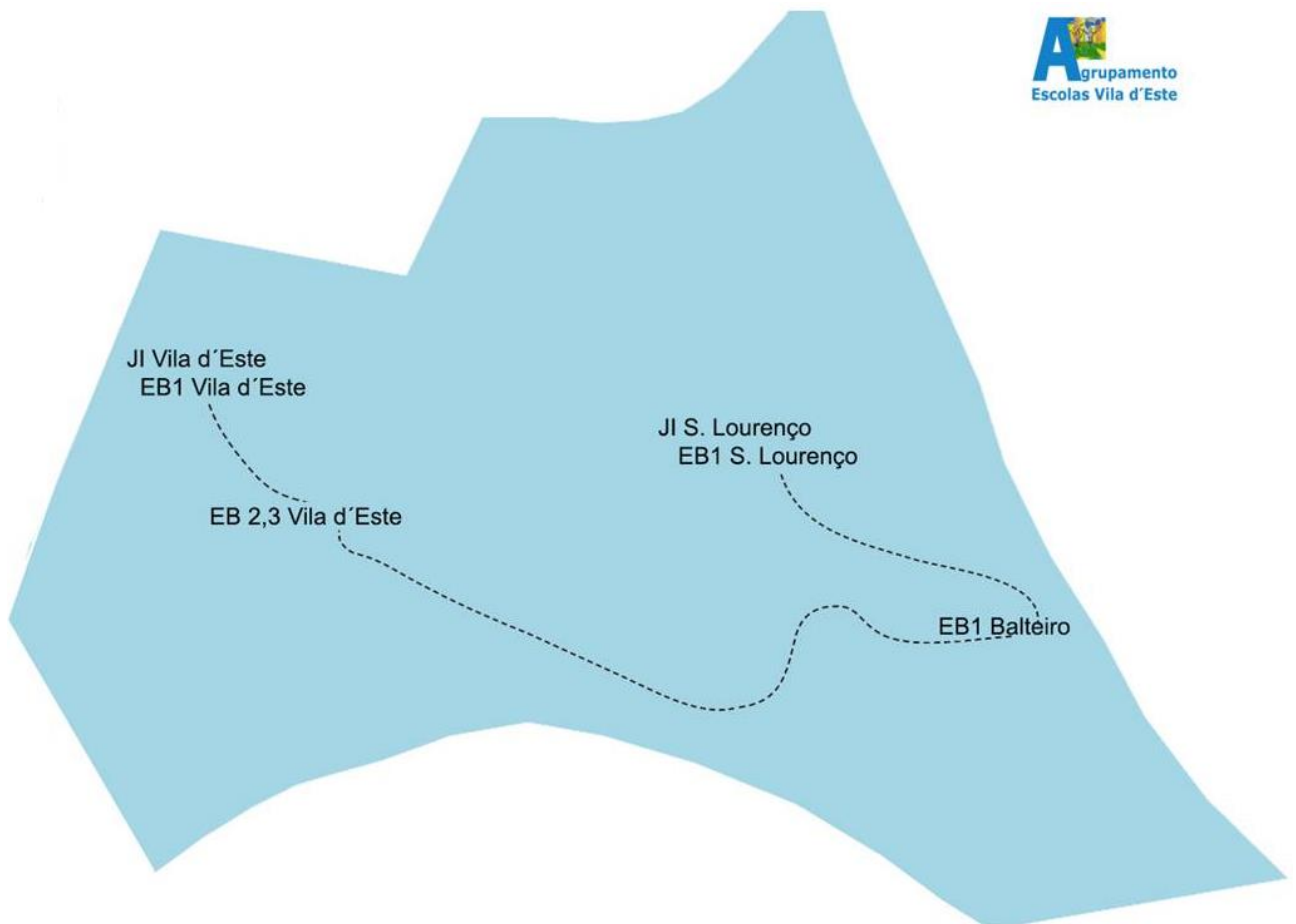 Agrupamento
Escolas Vila d´Este
JI Vila d´Este
EB1 Vila d´Este
JI S. Lourenço
EB1 S. Lourenço
EB 2,3 Vila d´Este
EB1 Balteiro